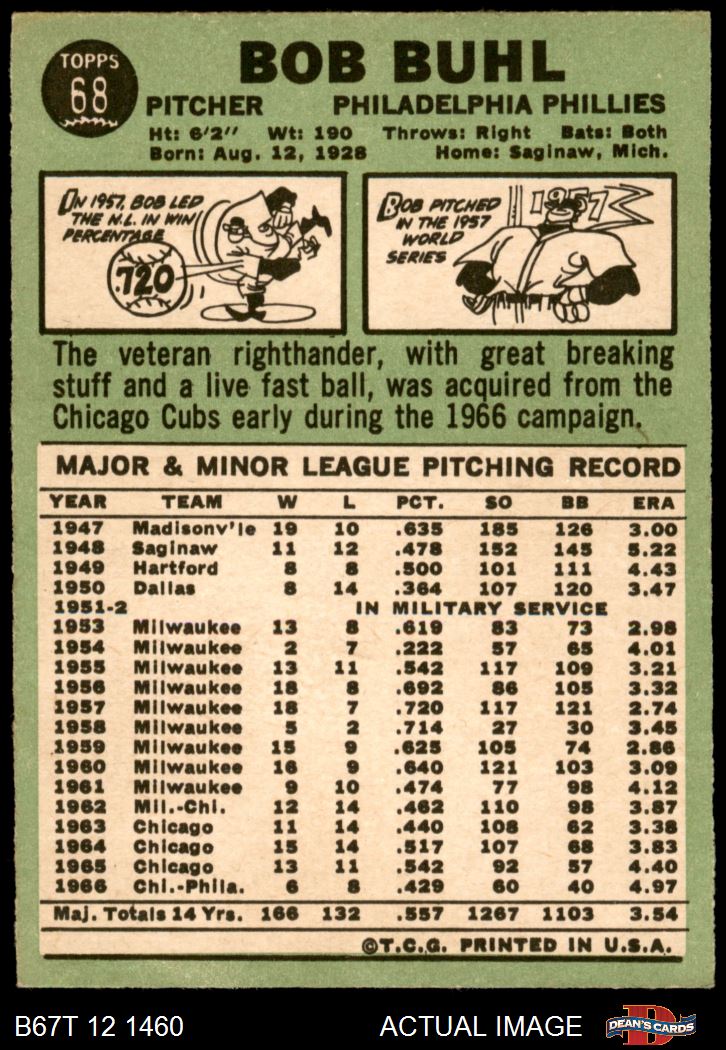 TOPPS
68
BOB BUHL
PITCHER PHILADELPHIA PHILLIES
Ht: 6'2'' Wt: 190 Throws: Right Bats: Both
Born: Aug. 12, 1928 Home: Saginaw, Mich.
IN 1957, BOB LED
THE N.L. IN WIN
PERCENTAGE
.720
BOB PITCHED
IN THE 1957
WORLD
SERIES
1957
The veteran righthander, with great breaking
stuff and a live fast ball, was acquired from the
Chicago Cubs early during the 1966 campaign.
MAJOR & MINOR LEAGUE PITCHING RECORD
YEAR TEAM W L PCT. SO BB ERA
1947 Madisonv'le 19 10 .635 185 126 3.00
1948 Saginaw 11 12 .478 152 145 5.22
1949 Hartford 8 8 .500 101 111 4.43
1950 Dallas 8 14 .364 107 120 3.47
1951-2 IN MILITARY SERVICE
1953 Milwaukee 13 8 .619 83 73 2.98
1954 Milwaukee 2 7 .222 57 65 4.01
1955 Milwaukee 13 11 .542 117 109 3.21
1956 Milwaukee 18 8 .692 86 105 3.32
1957 Milwaukee 18 7 .720 117 121 2.74
1958 Milwaukee 5 2 .714 27 30 3.45
1959 Milwaukee 15 9 .625 105 74 2.86
1960 Milwaukee 16 9 .640 121 103 3.09
1961 Milwaukee 9 10 .474 77 98 4.12
1962 Mil.-Chi. 12 14 .462 110 98 3.87
1963 Chicago 11 14 .440 108 62 3.38
1964 Chicago 15 14 .517 107 68 3.83
1965 Chicago 13 11 .542 92 57 4.40
1966 Chi.-Phila. 6 8 .429 60 40 4.97
Maj. Totals 14 Yrs. 166 132 .557 1267 1103 3.54
©T.C.G. PRINTED IN U.S.A.
B67T 12 1460 ACTUAL IMAGE DEAN'S CARDS